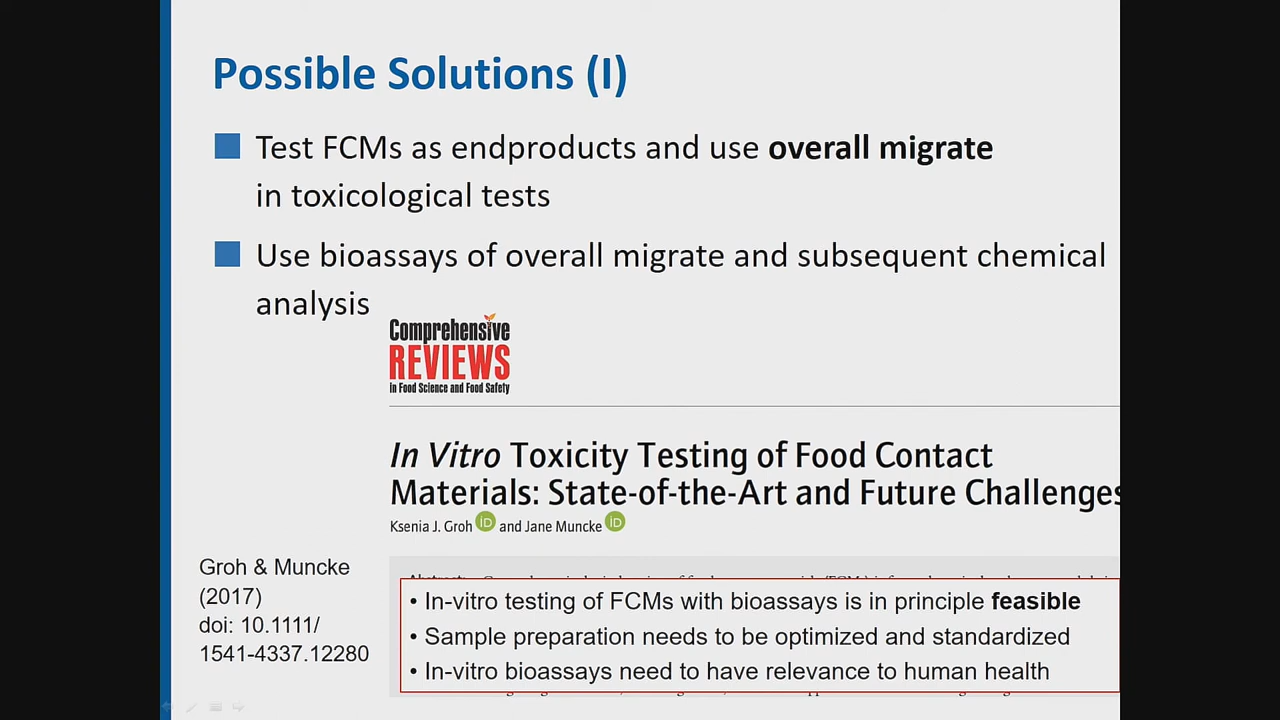 Possible Solutions (I)
Test FCMs as endproducts and use overall migrate
in toxicological tests
Use bioassays of overall migrate and subsequent chemical
analysis
Comprehensive
REVIEWS
in Food Science and Food Safety
In Vitro Toxicity Testing of Food Contact
Materials: State-of-the-Art and Future Challenges
Ksenia J. Groh iD and Jane Muncke iD
Groh & Muncke
(2017)
doi: 10.1111/
1541-4337.12280
• In-vitro testing of FCMs with bioassays is in principle feasible
• Sample preparation needs to be optimized and standardized
• In-vitro bioassays need to have relevance to human health